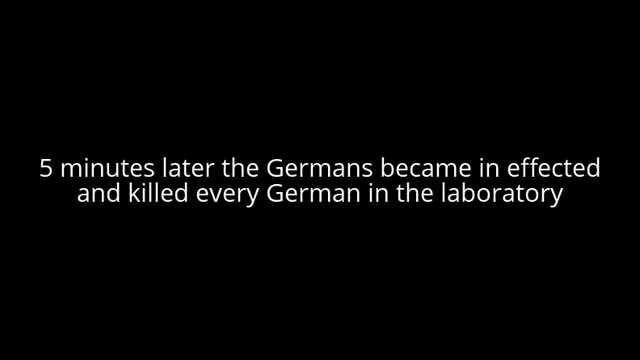 5 minutes later the Germans became in effected
and killed every German in the laboratory